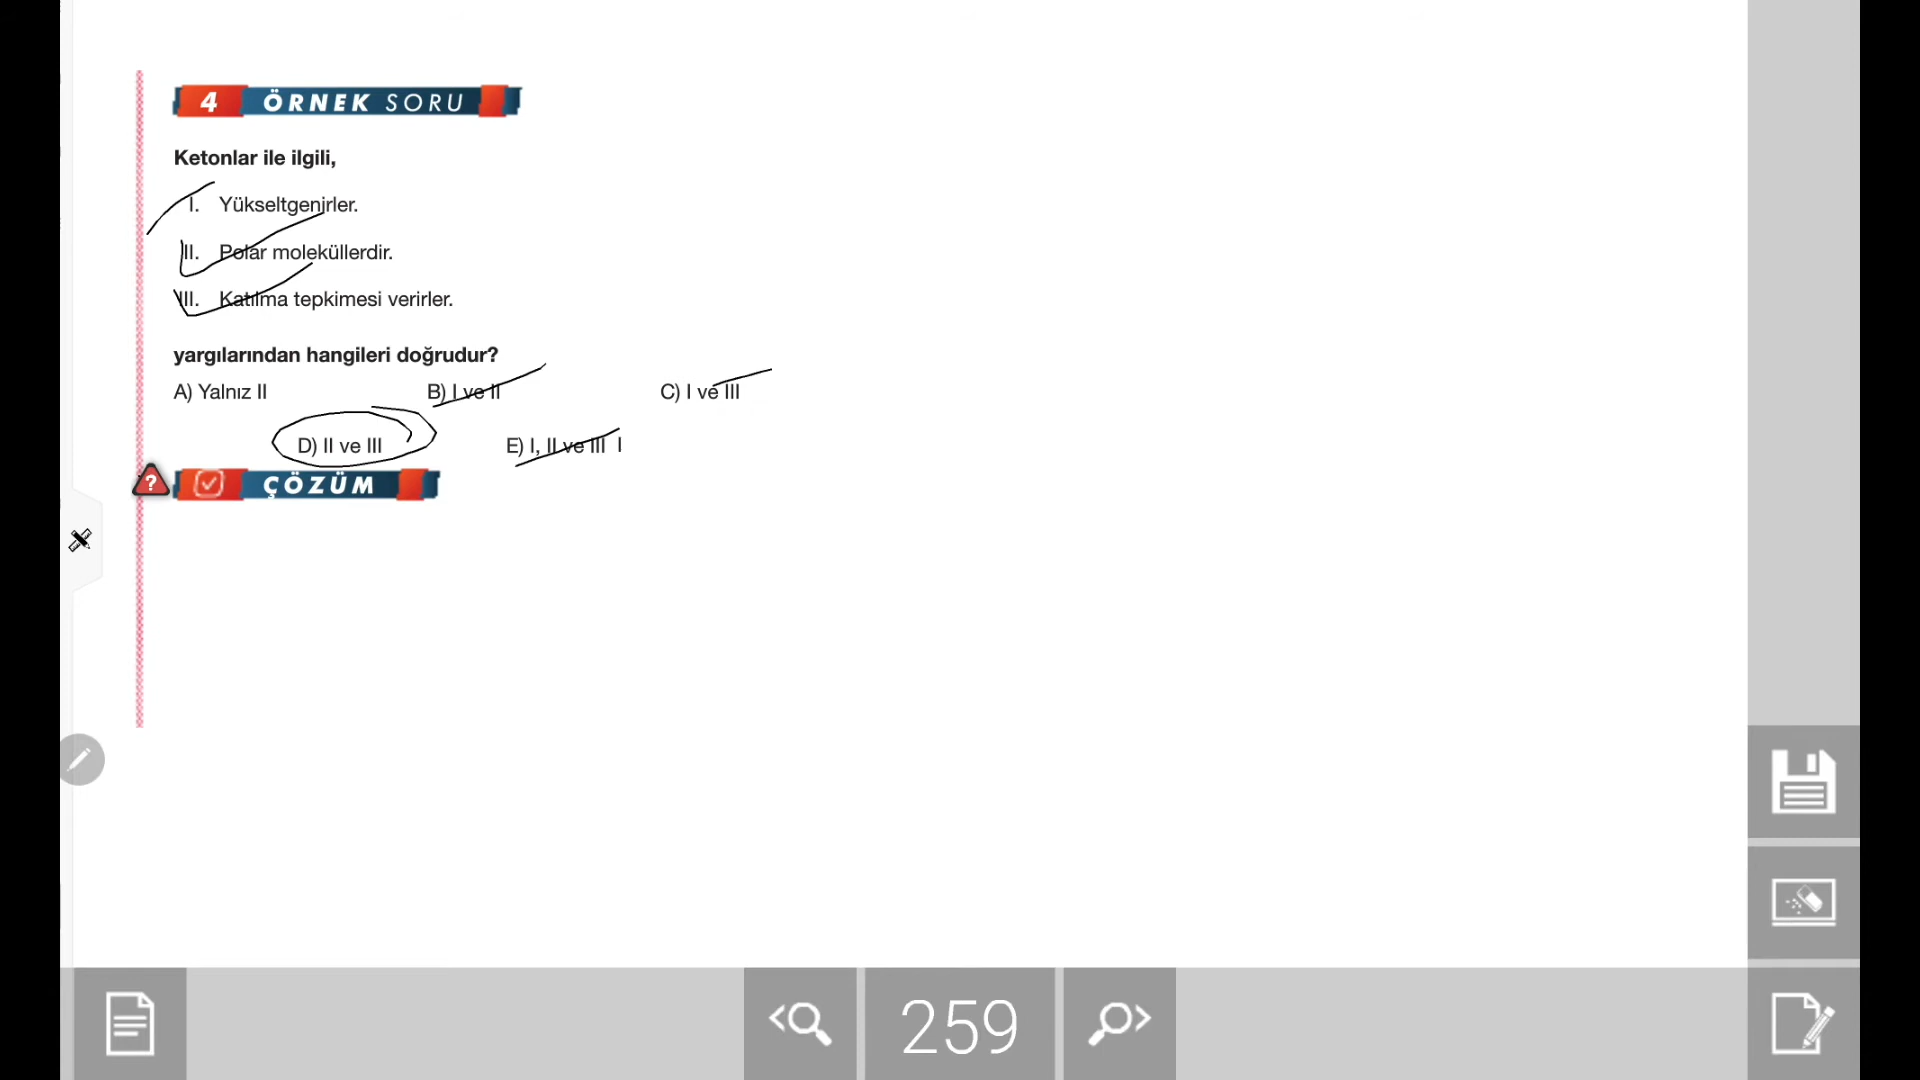 4 ÖRNEK SORU
Ketonlar ile ilgili,
I. Yükseltgenirler.
II. Polar moleküllerdir.
III. Katılma tepkimesi verirler.
yargılarından hangileri doğrudur?
A) Yalnız II B) I ve II C) I ve III
D) II ve III E) I, II ve III I
? ÇÖZÜM
259